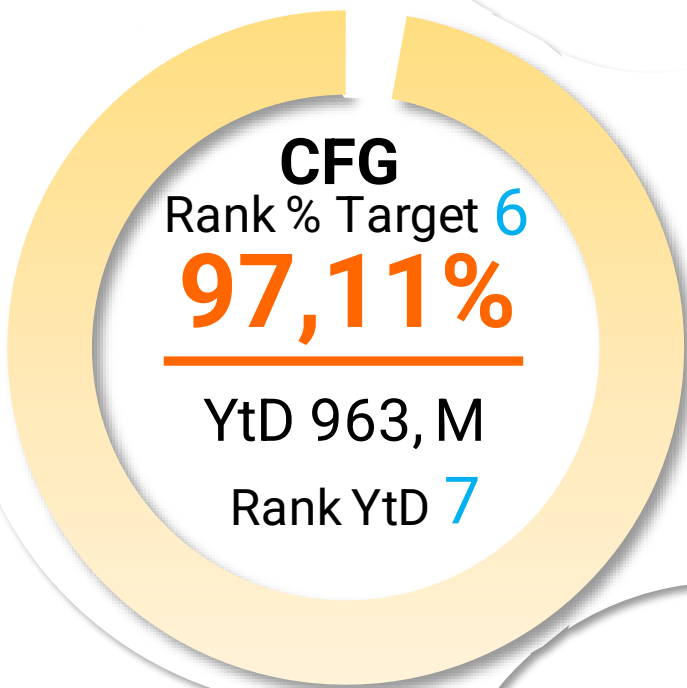 CFG
Rank % Target 6
97,11%
YtD 963, M
Rank YtD 7